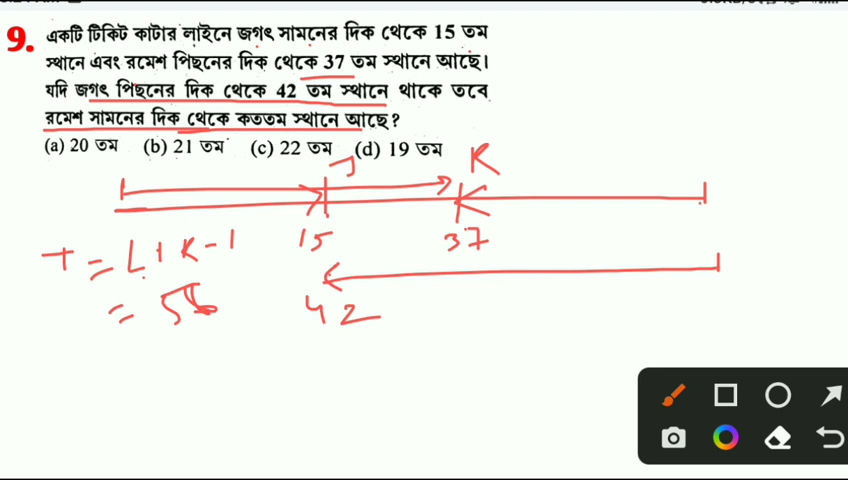 9. একটি টিকিট কাটার লাইনে জগৎ সামনের দিক থেকে 15 তম
স্থানে এবং রমেশ পিছনের দিক থেকে 37 তম স্থানে আছে।
যদি জগৎ পিছনের দিক থেকে 42 তম স্থানে থাকে তবে
রমেশ সামনের দিক থেকে কততম স্থানে আছে?
(a) 20 তম (b) 21 তম (c) 22 তম (d) 19 তম
J R
T = L + R - 1 15 37
= 56 42